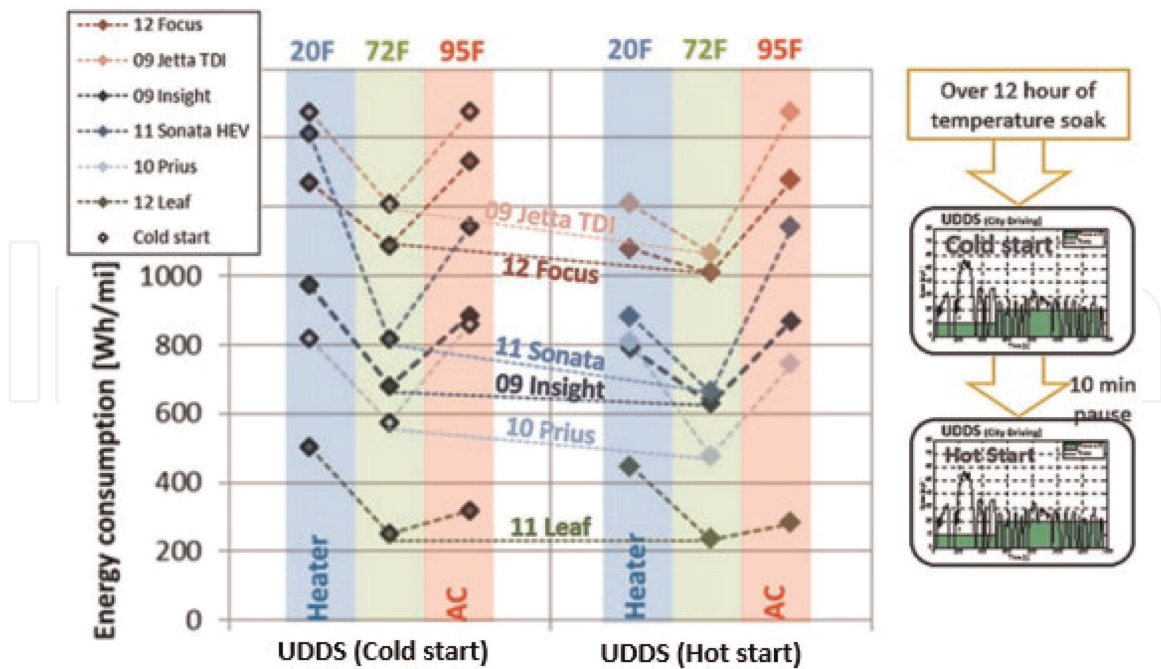 12 Focus
09 Jetta TDI
09 Insight
11 Sonata HEV
10 Prius
12 Leaf
Cold start
20F 72F 95F 20F 72F 95F
Energy consumption [Wh/mi]
1000
800
600
400
200
0
09 Jetta TDI
12 Focus
11 Sonata
09 Insight
10 Prius
11 Leaf
Heater
AC
Heater
AC
UDDS (Cold start)
UDDS (Hot start)
Over 12 hour of
temperature soak
UDDS (City Driving)
Cold start
10 min
pause
UDDS (City Driving)
Hot Start